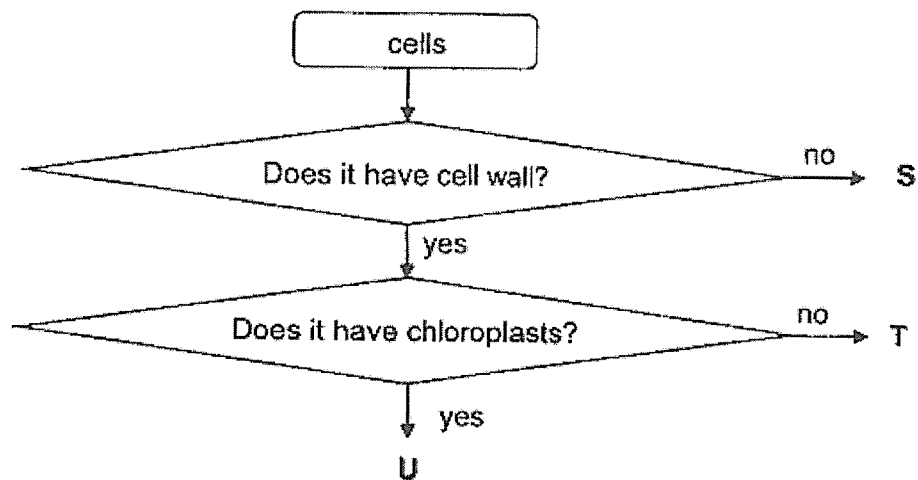 cells
Does it have cell wall?
no
S
yes
Does it have chloroplasts?
no
T
yes
U